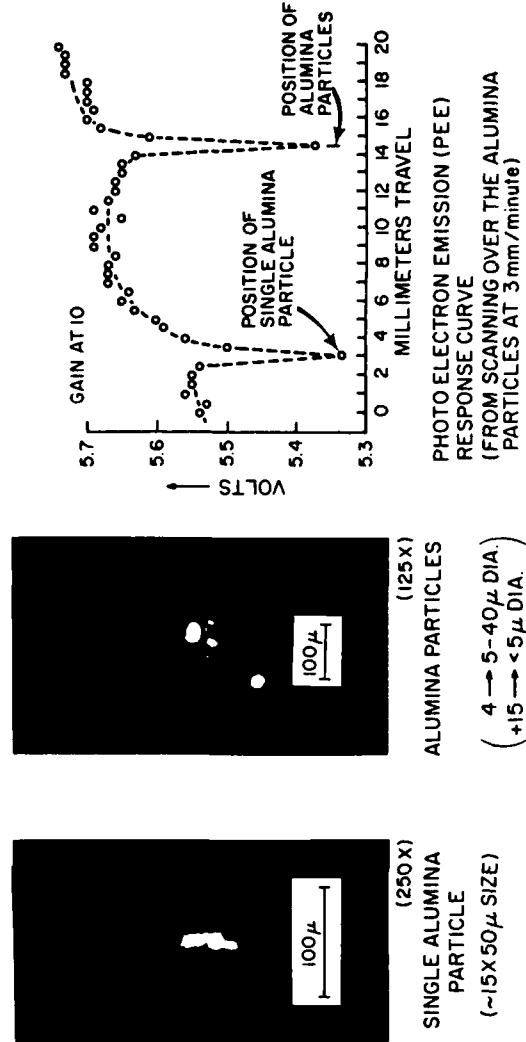 100μ
(250X)
SINGLE ALUMINA
PARTICLE
(~15X50μ SIZE)
100μ
(125X)
ALUMINA PARTICLES
( 4 → 5-40μ DIA.
+15 → <5μ DIA. )
GAIN AT 10
VOLTS
5.7
5.6
5.5
5.4
5.3
POSITION OF
SINGLE ALUMINA
PARTICLE
POSITION OF
ALUMINA
PARTICLES
0 2 4 6 8 10 12 14 16 18 20
MILLIMETERS TRAVEL
PHOTO ELECTRON EMISSION (PEE)
RESPONSE CURVE
(FROM SCANNING OVER THE ALUMINA
PARTICLES AT 3mm/minute)